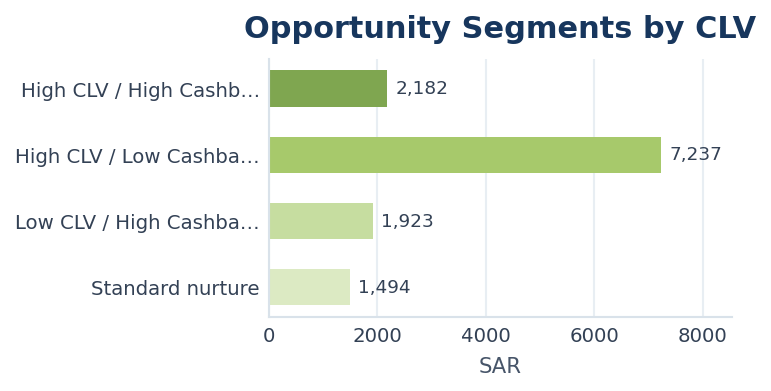 Opportunity Segments by CLV
High CLV / High Cashb…
2,182
High CLV / Low Cashba…
7,237
Low CLV / High Cashba…
1,923
Standard nurture
1,494
0 2000 4000 6000 8000
SAR